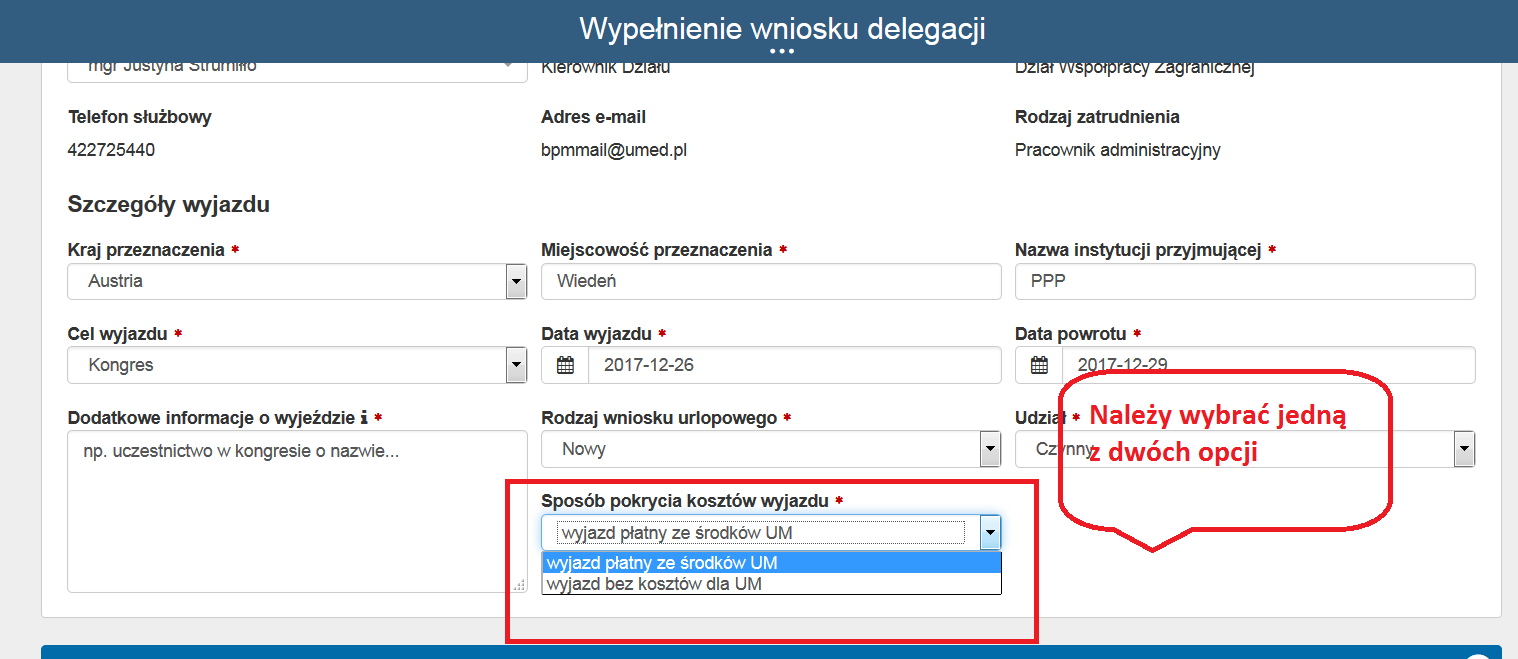 Wypełnienie wniosku delegacji
mgr Justyna Strumiłło
Kierownik Działu
Dział Współpracy Zagranicznej
Telefon służbowy
Adres e-mail
Rodzaj zatrudnienia
422725440
bpmmail@umed.pl
Pracownik administracyjny
Szczegóły wyjazdu
Kraj przeznaczenia *
Miejscowość przeznaczenia *
Nazwa instytucji przyjmującej *
Austria
Wiedeń
PPP
Cel wyjazdu *
Data wyjazdu *
Data powrotu *
Kongres
2017-12-26
2017-12-29
Dodatkowe informacje o wyjeździe i *
Rodzaj wniosku urlopowego *
Udział *
np. uczestnictwo w kongresie o nazwie...
Nowy
Czynny
Należy wybrać jedną
z dwóch opcji
Sposób pokrycia kosztów wyjazdu *
wyjazd płatny ze środków UM
wyjazd płatny ze środków UM
wyjazd bez kosztów dla UM